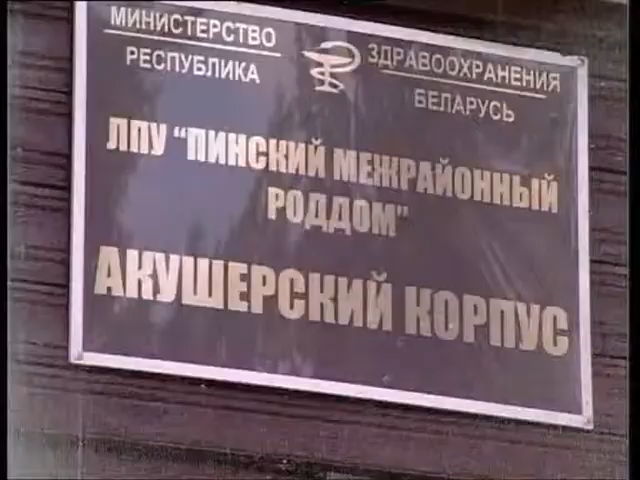 МИНИСТЕРСТВО ЗДРАВООХРАНЕНИЯ
РЕСПУБЛИКА БЕЛАРУСЬ
ЛПУ “ПИНСКИЙ МЕЖРАЙОННЫЙ
РОДДОМ”
АКУШЕРСКИЙ КОРПУС